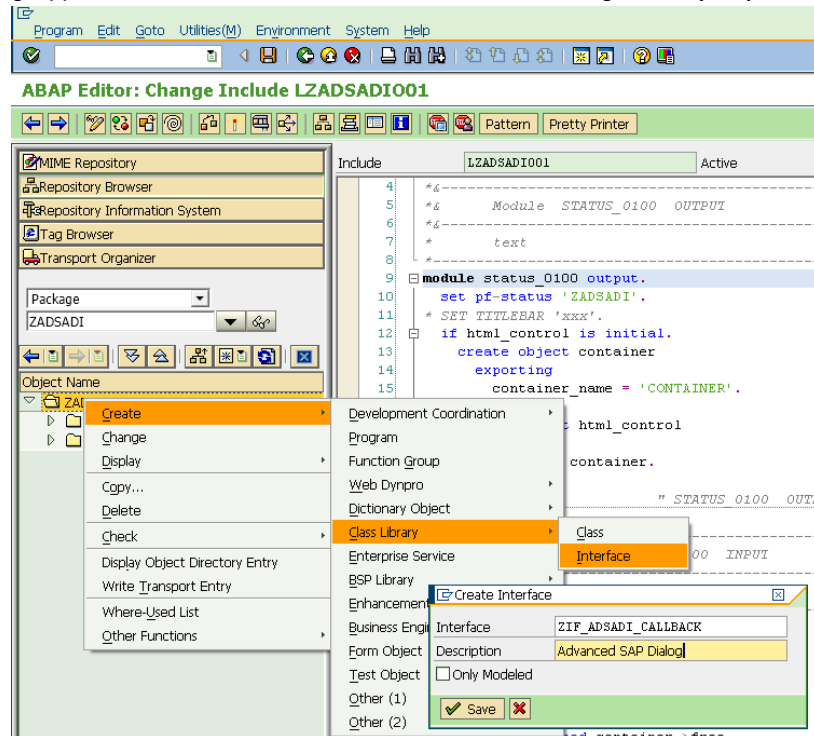 Program Edit Goto Utilities(M) Environment System Help
ABAP Editor: Change Include LZADSADIO01
Pattern Pretty Printer
MIME Repository
Repository Browser
Repository Information System
Tag Browser
Transport Organizer
Package
ZADSADI
Object Name
Include LZADSADIO01 Active
4 *&---------------------------------------------
5 *& Module STATUS_0100 OUTPUT
6 *&---------------------------------------------
7 * text
8 *----------------------------------------------
9 module status_0100 output.
10 set pf-status 'ZADSADI'.
11 * SET TITLEBAR 'xxx'.
12 if html_control is initial.
13 create object container
14 exporting
15 container_name = 'CONTAINER'.
html_control
container.
" STATUS_0100
INPUT
Create
Change
Display
Copy...
Delete
Check
Display Object Directory Entry
Write Transport Entry
Where-Used List
Other Functions
Development Coordination
Program
Function Group
Web Dynpro
Dictionary Object
Class Library
Enterprise Service
BSP Library
Enhancement
Business Engi
Form Object
Test Object
Other (1)
Other (2)
Class
Interface
Create Interface
Interface ZIF_ADSADI_CALLBACK
Description Advanced SAP Dialog
Only Modeled
Save